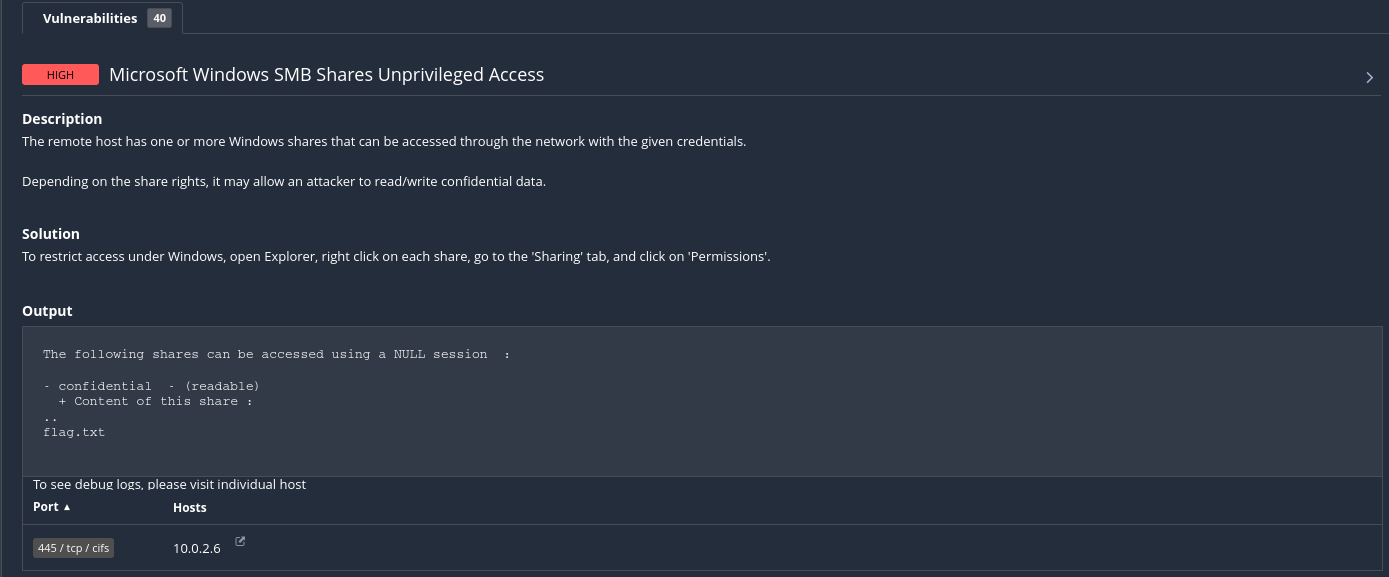 Vulnerabilities 40
HIGH Microsoft Windows SMB Shares Unprivileged Access
Description
The remote host has one or more Windows shares that can be accessed through the network with the given credentials.
Depending on the share rights, it may allow an attacker to read/write confidential data.
Solution
To restrict access under Windows, open Explorer, right click on each share, go to the 'Sharing' tab, and click on 'Permissions'.
Output
The following shares can be accessed using a NULL session  :
- confidential  - (readable)
+ Content of this share :
..
flag.txt
To see debug logs, please visit individual host
Port ▲ Hosts
445 / tcp / cifs 10.0.2.6